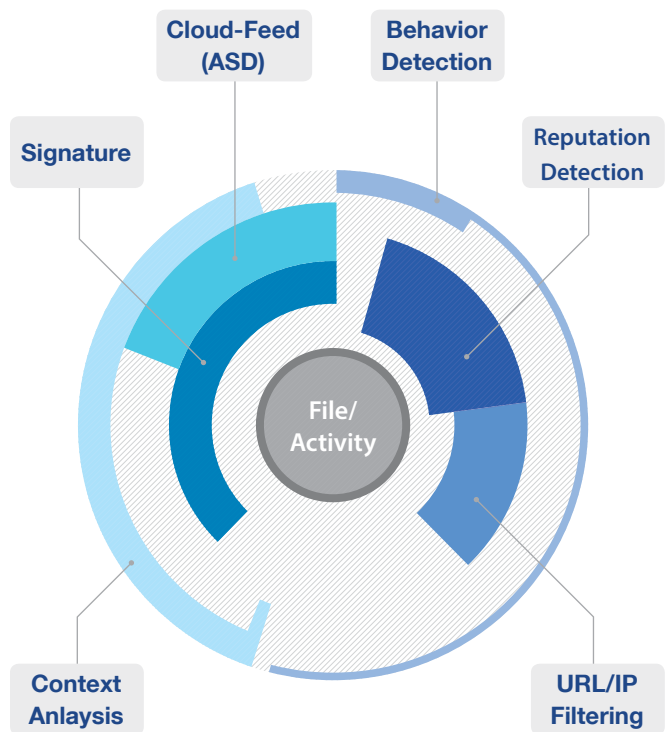 Cloud-Feed
(ASD)
Behavior
Detection
Signature
Reputation
Detection
File/
Activity
Context
Anlaysis
URL/IP
Filtering